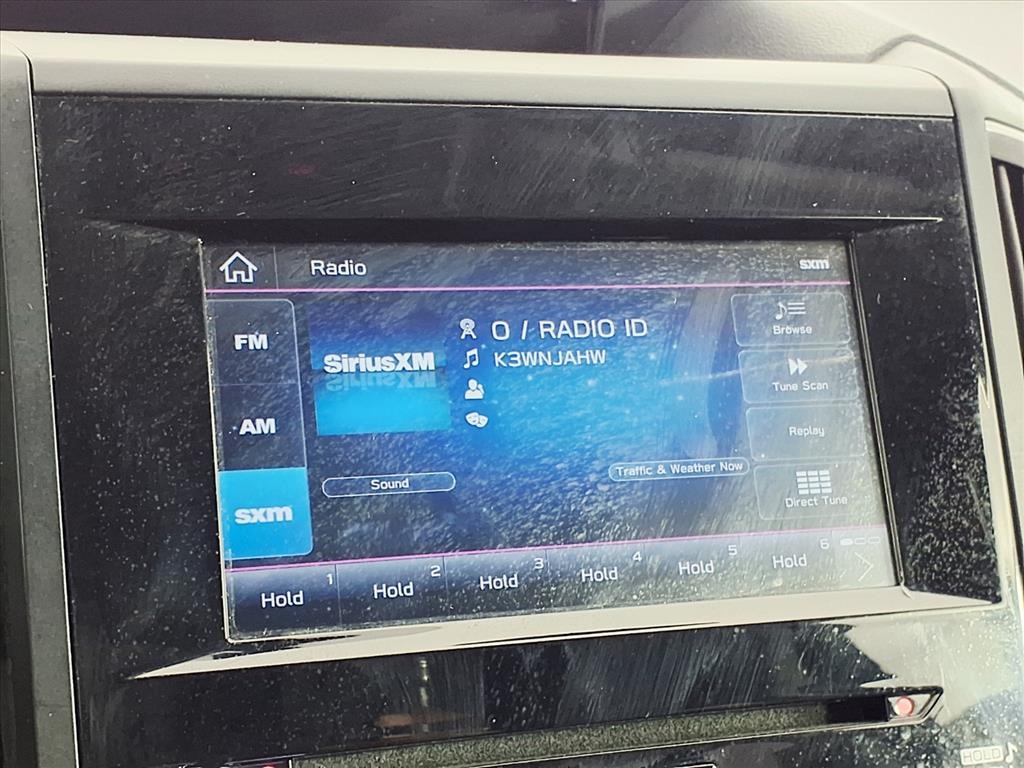 Radio
sxm
FM
AM
sxm
SiriusXM
0 / RADIO ID
K3WNJAHW
Browse
Tune Scan
Replay
Direct Tune
Sound
Traffic & Weather Now
1 Hold
2 Hold
3 Hold
4 Hold
5 Hold
6 Hold
HOLD